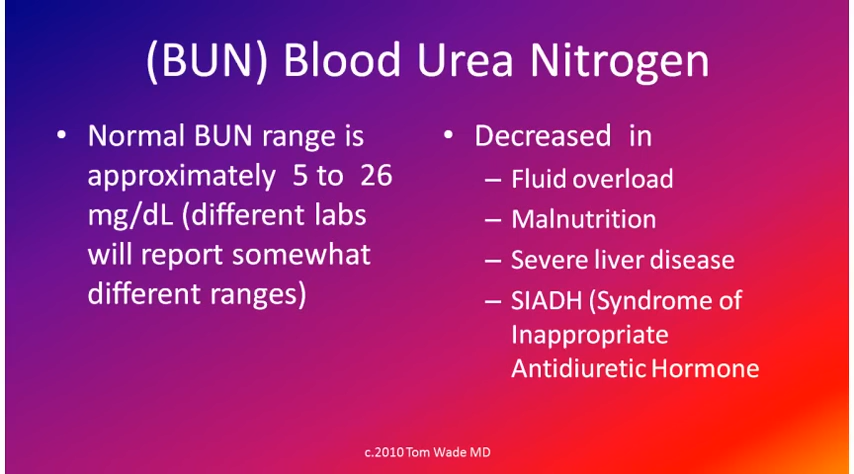 (BUN) Blood Urea Nitrogen
• Normal BUN range is
approximately 5 to 26
mg/dL (different labs
will report somewhat
different ranges)
• Decreased in
– Fluid overload
– Malnutrition
– Severe liver disease
– SIADH (Syndrome of
Inappropriate
Antidiuretic Hormone
c.2010 Tom Wade MD